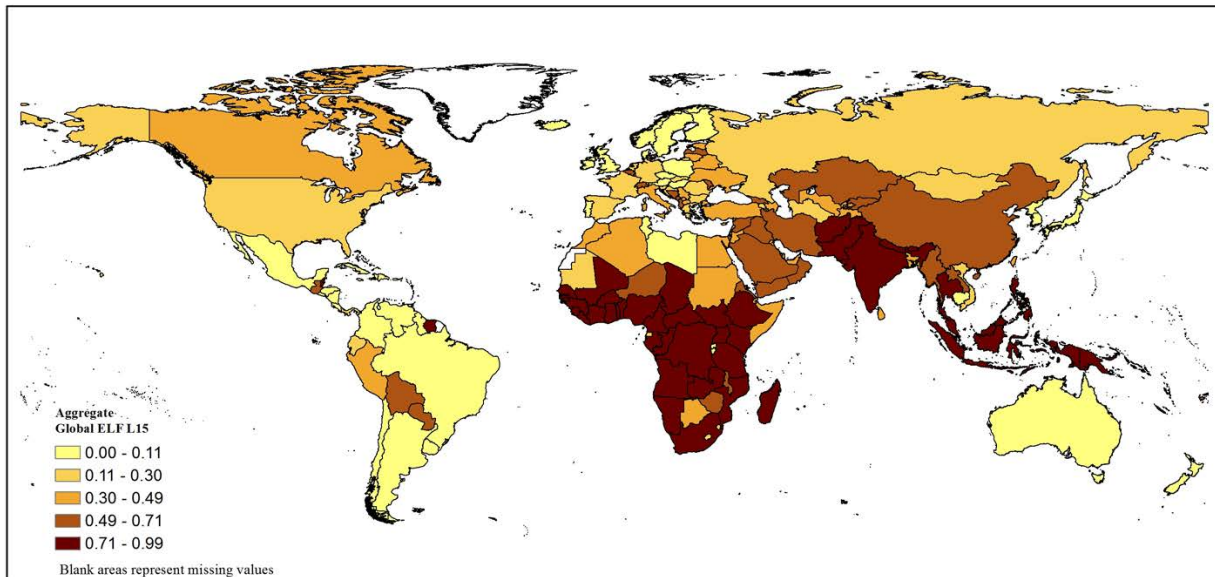 Aggregate
Global ELF L15
0.00 - 0.11
0.11 - 0.30
0.30 - 0.49
0.49 - 0.71
0.71 - 0.99
Blank areas represent missing values